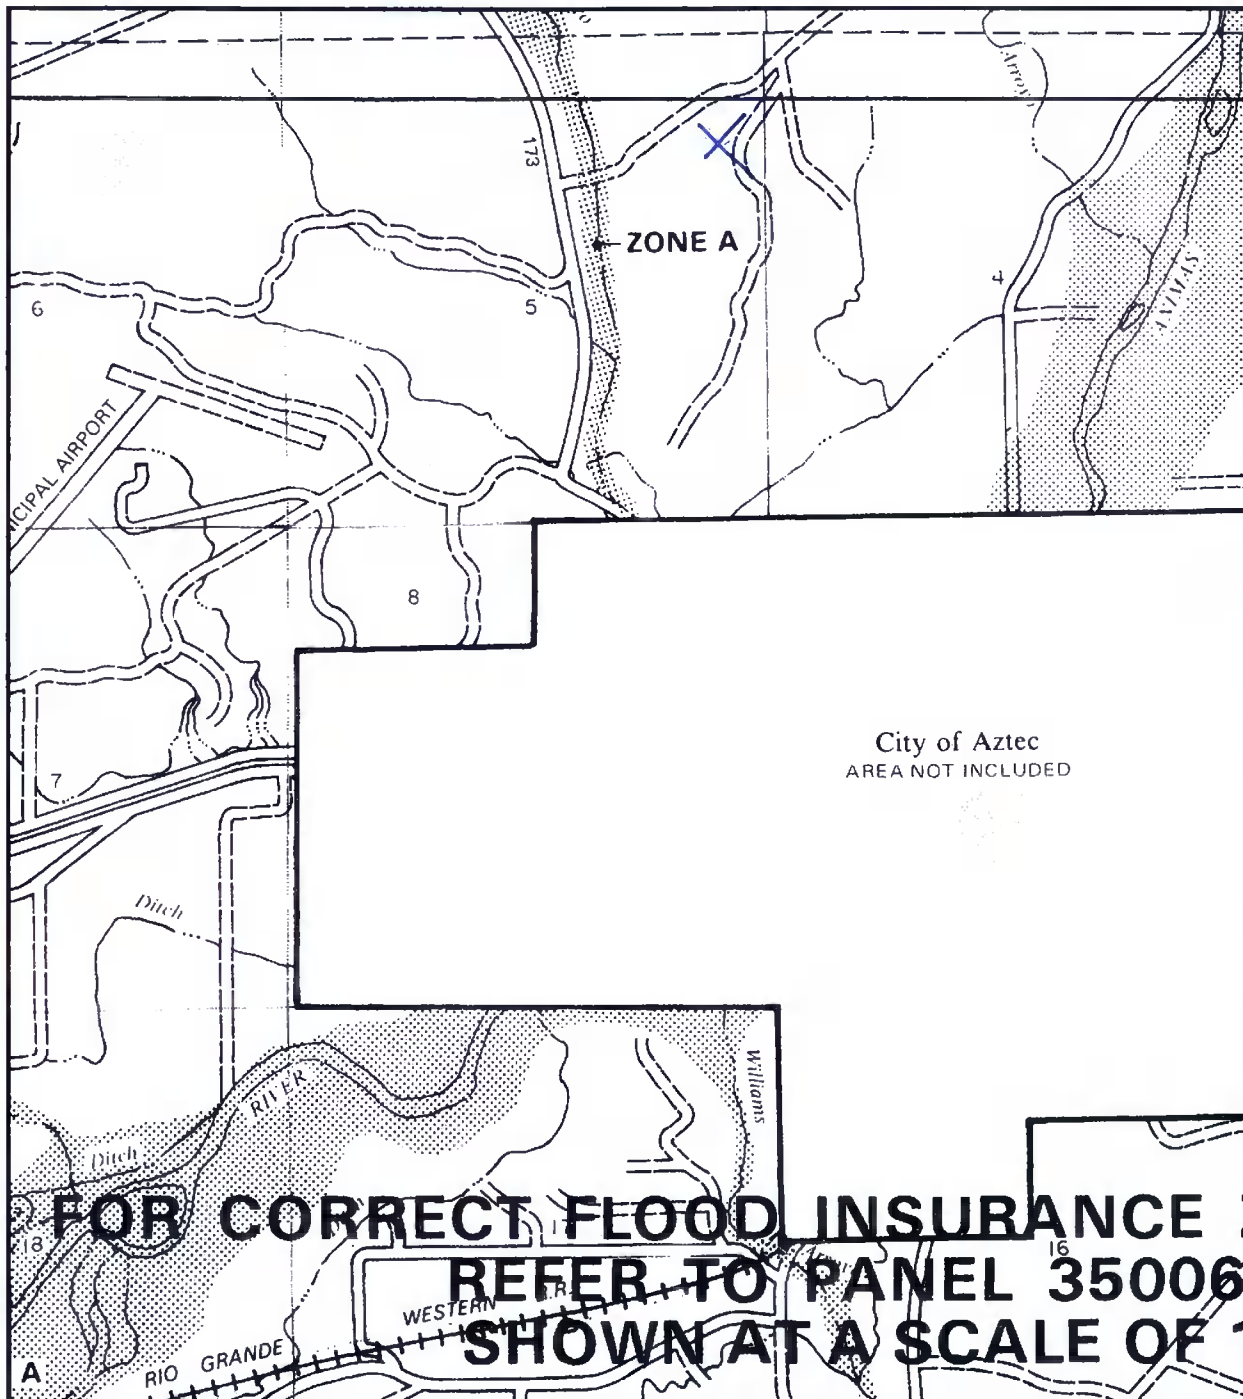 Arroyo
173
ZONE A
4
ANIMAS
6
5
MUNICIPAL AIRPORT
8
City of Aztec
AREA NOT INCLUDED
7
Ditch
RIVER
Williams
Ditch
FOR CORRECT FLOOD INSURANCE
18
17
16
REFER TO PANEL 35006
WESTERN R.R.
SHOWN AT A SCALE OF 1
RIO GRANDE
A